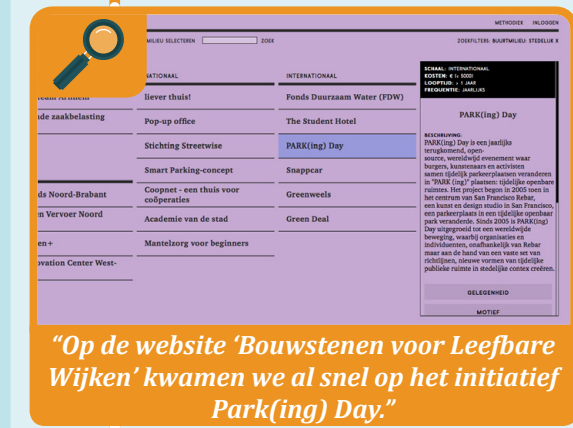 METHODIEK INLOGGEN
MILIEU SELECTEREN ZOEK ZOEKFILTERS: BUURTMILIEU: STEDELIJK X
NATIONAAL
liever thuis!
Pop-up office
Stichting Streetwise
Smart Parking-concept
Coopnet - een thuis voor
coöperaties
Academie van de stad
Mantelzorg voor beginners
de zaakbelasting
ds Noord-Brabant
en Vervoer Noord
en+
ovation Center West-
INTERNATIONAAL
Fonds Duurzaam Water (FDW)
The Student Hotel
PARK(ing) Day
Snappcar
Greenweels
Green Deal
SCHAAL: INTERNATIONAAL
KOSTEN: € (< 5000)
LOOPTIJD: > 1 JAAR
FREQUENTIE: JAARLIJKS
PARK(ing) Day
BESCHRIJVING:
PARK(ing) Day is een jaarlijks
terugkomend, open-
source, wereldwijd evenement waar
burgers, kunstenaars en activisten
samen tijdelijk parkeerplaatsen veranderen
in "PARK (ing)" plaatsen: tijdelijke openbare
ruimtes. Het project begon in 2005 toen in
het centrum van San Francisco Rebar,
een kunst en design studio in San Francisco,
een parkeerplaats in een tijdelijke openbaar
park veranderde. Sinds 2005 is PARK(ing)
Day uitgegroeid tot een wereldwijde
beweging, waarbij organisaties en
individuenten, onafhankelijk van Rebar
maar aan de hand van een vaste set van
richtlijnen, nieuwe vormen van tijdelijke
publieke ruimte in stedelijke contex creëren.
GELEGENHEID
MOTIEF
“Op de website ‘Bouwstenen voor Leefbare
Wijken’ kwamen we al snel op het initiatief
Park(ing) Day.”